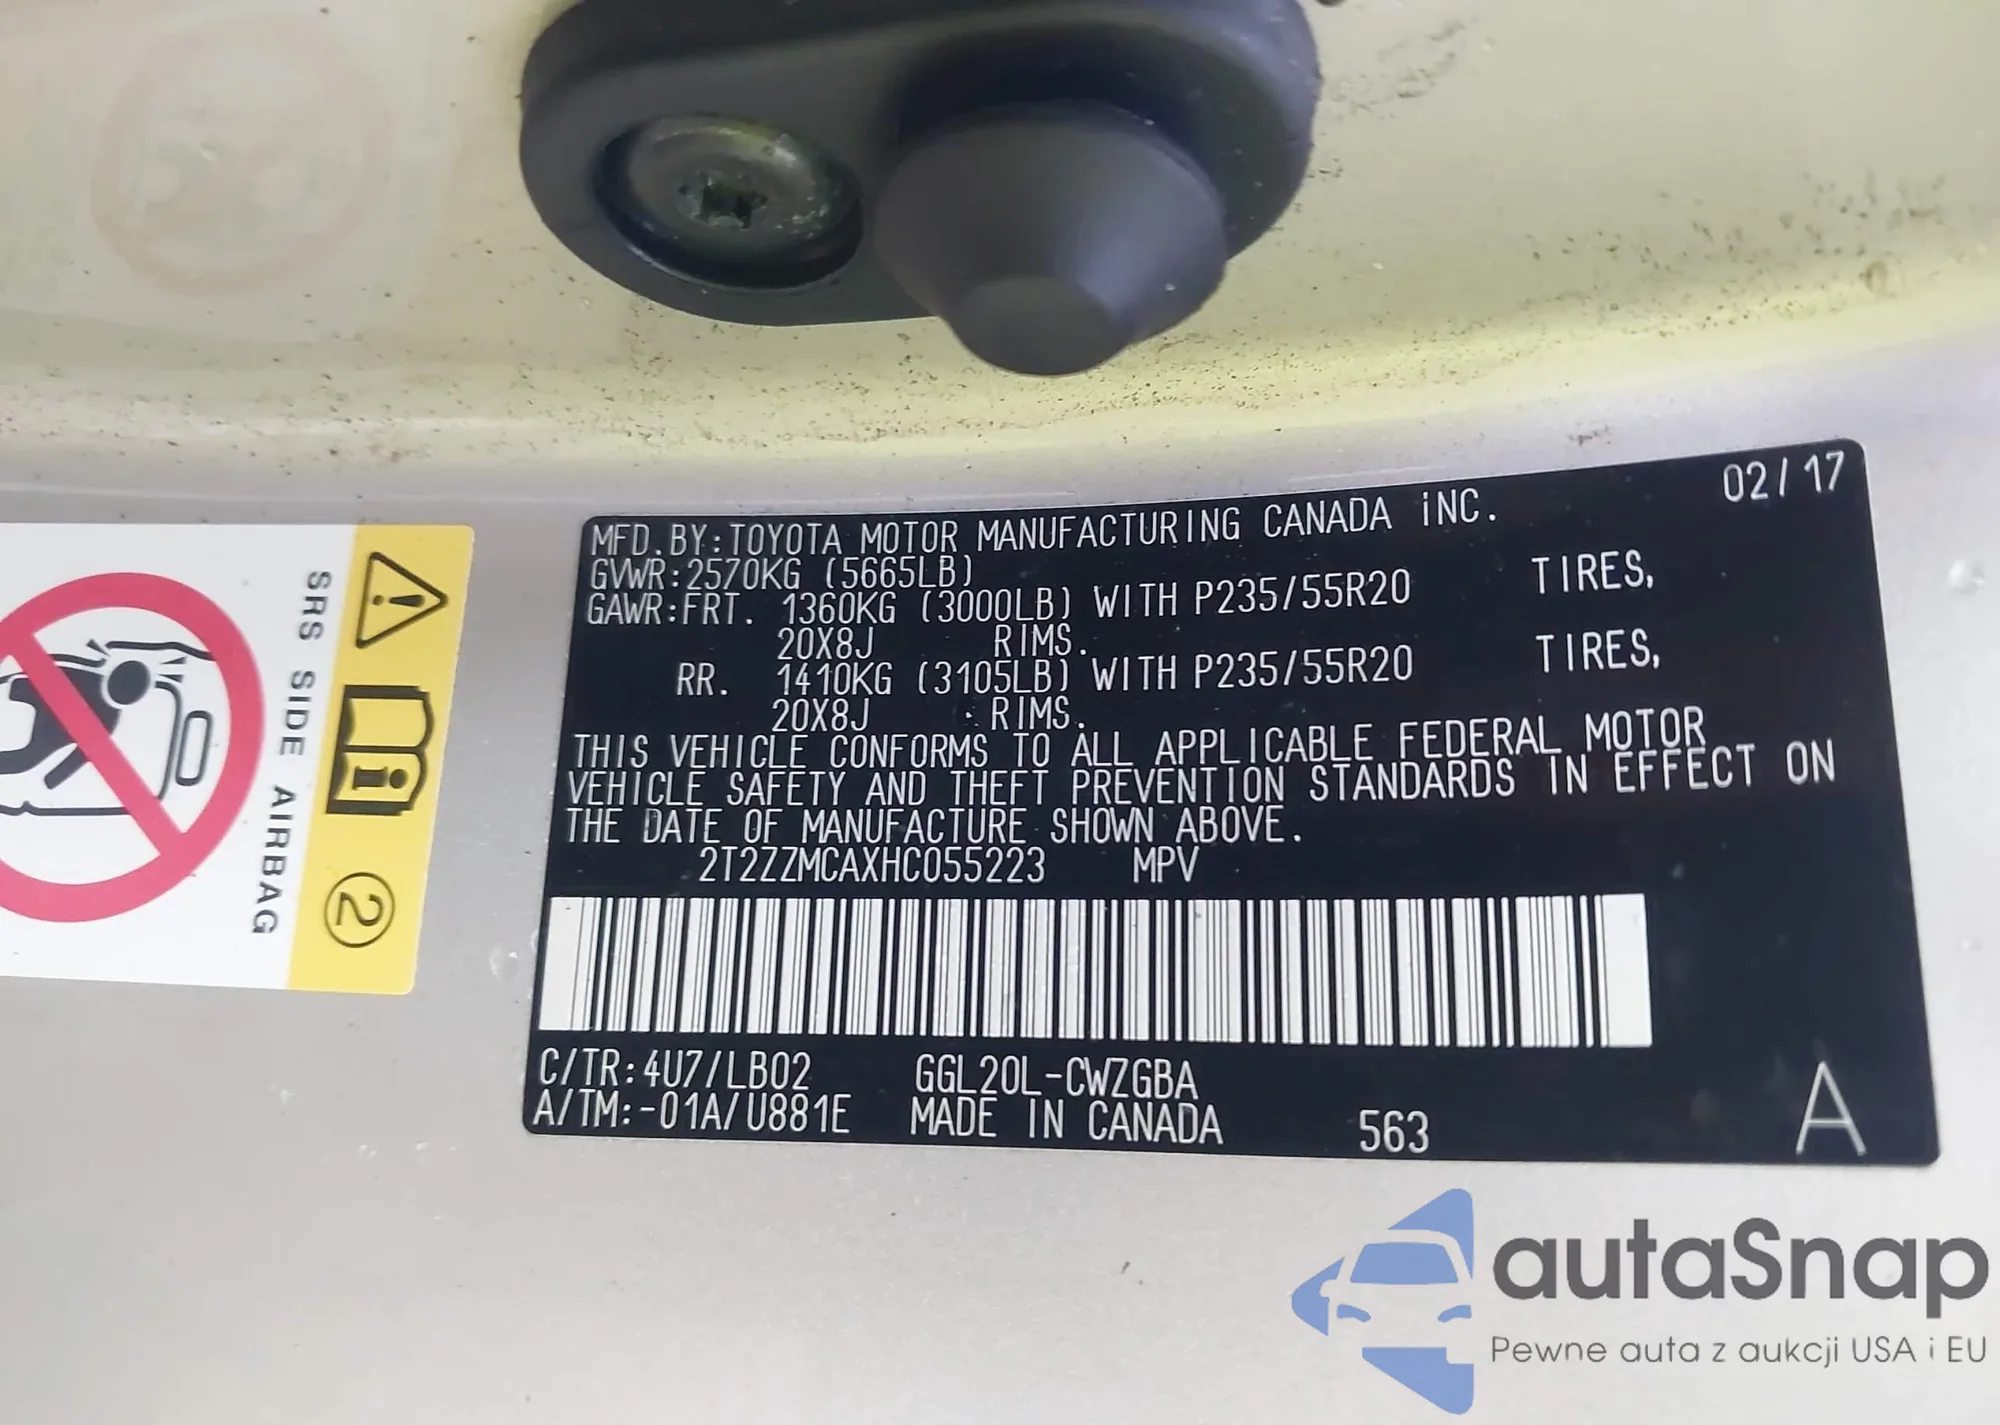 02/17
MFD.BY:TOYOTA MOTOR MANUFACTURING CANADA iNC.
GVWR:2570KG (5665LB)
GAWR:FRT. 1360KG (3000LB) WITH P235/55R20 TIRES,
20X8J RIMS.
RR. 1410KG (3105LB) WITH P235/55R20 TIRES,
20X8J RIMS.
THIS VEHICLE CONFORMS TO ALL APPLICABLE FEDERAL MOTOR
VEHICLE SAFETY AND THEFT PREVENTION STANDARDS IN EFFECT ON
THE DATE OF MANUFACTURE SHOWN ABOVE.
2T2ZZMCAXHC055223 MPV
C/TR:4U7/LB02 GGL20L-CWZGBA
A/TM:-01A/U881E MADE IN CANADA 563 A
SRS SIDE AIRBAG
2
autaSnap
Pewne auta z aukcji USA i EU